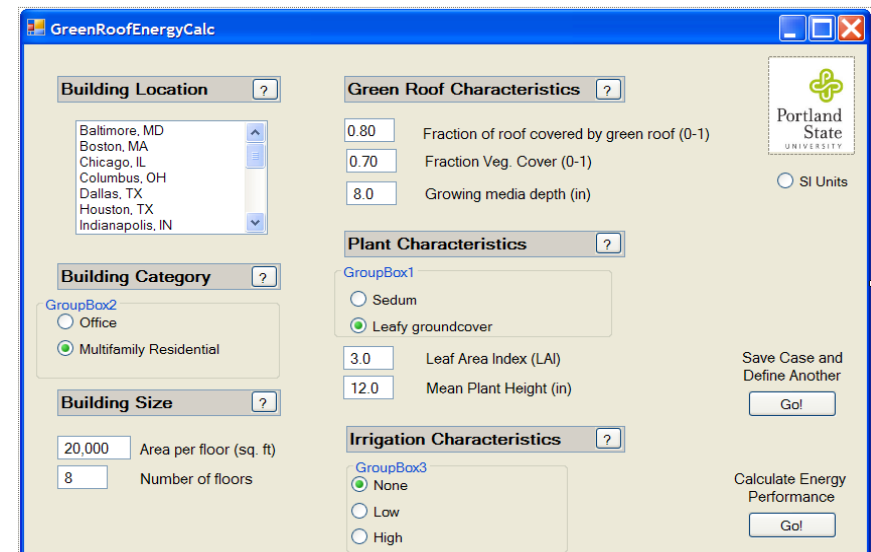 GreenRoofEnergyCalc
Building Location ?
Baltimore, MD
Boston, MA
Chicago, IL
Columbus, OH
Dallas, TX
Houston, TX
Indianapolis, IN
Building Category ?
GroupBox2
Office
Multifamily Residential
Building Size ?
20,000 Area per floor (sq. ft)
8 Number of floors
Green Roof Characteristics ?
0.80 Fraction of roof covered by green roof (0-1)
0.70 Fraction Veg. Cover (0-1)
8.0 Growing media depth (in)
Plant Characteristics ?
GroupBox1
Sedum
Leafy groundcover
3.0 Leaf Area Index (LAI)
12.0 Mean Plant Height (in)
Irrigation Characteristics ?
GroupBox3
None
Low
High
Portland
State
UNIVERSITY
SI Units
Save Case and
Define Another
Go!
Calculate Energy
Performance
Go!